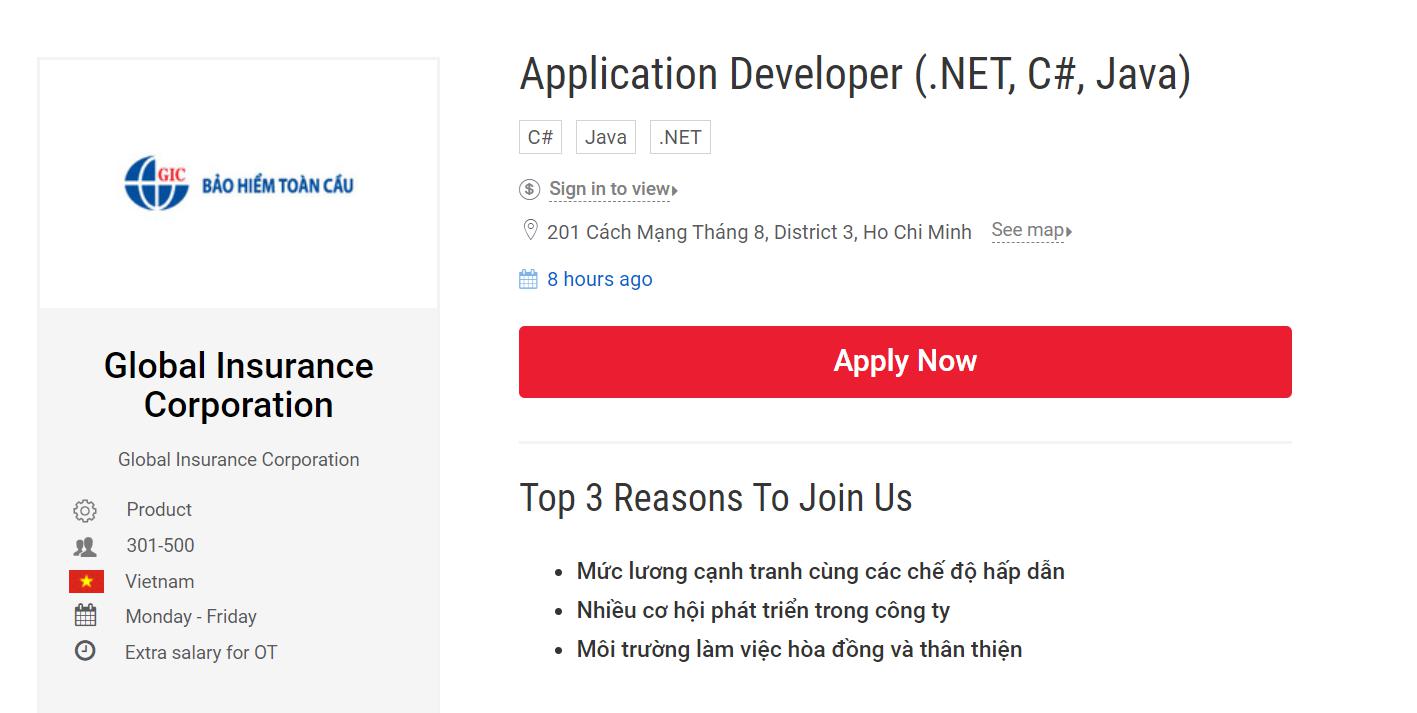 GIC
BẢO HIỂM TOÀN CẦU
Global Insurance
Corporation
Global Insurance Corporation
Product
301-500
Vietnam
Monday - Friday
Extra salary for OT
Application Developer (.NET, C#, Java)
C# Java .NET
Sign in to view
201 Cách Mạng Tháng 8, District 3, Ho Chi Minh See map
8 hours ago
Apply Now
Top 3 Reasons To Join Us
Mức lương cạnh tranh cùng các chế độ hấp dẫn
Nhiều cơ hội phát triển trong công ty
Môi trường làm việc hòa đồng và thân thiện